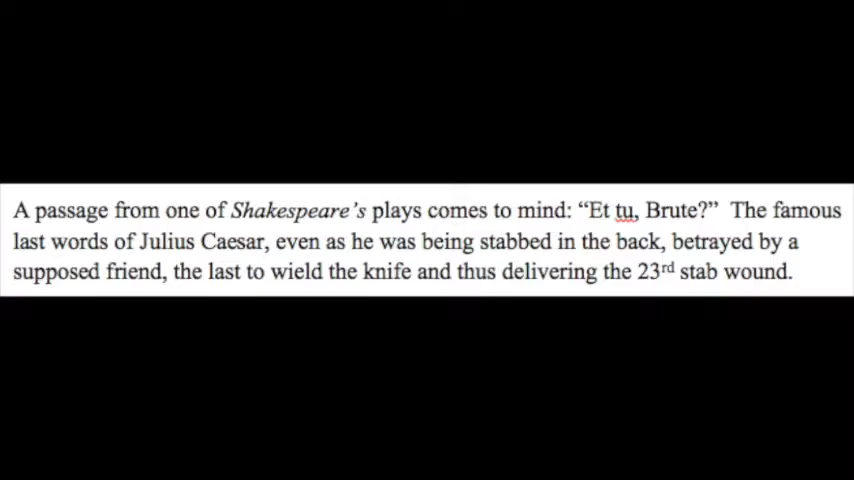 A passage from one of Shakespeare’s plays comes to mind: “Et tu, Brute?”  The famous
last words of Julius Caesar, even as he was being stabbed in the back, betrayed by a
supposed friend, the last to wield the knife and thus delivering the 23rd stab wound.